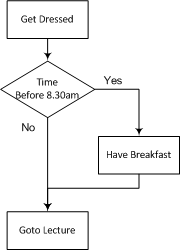 Get Dressed
Time
Before 8.30am
Yes
No
Have Breakfast
Goto Lecture